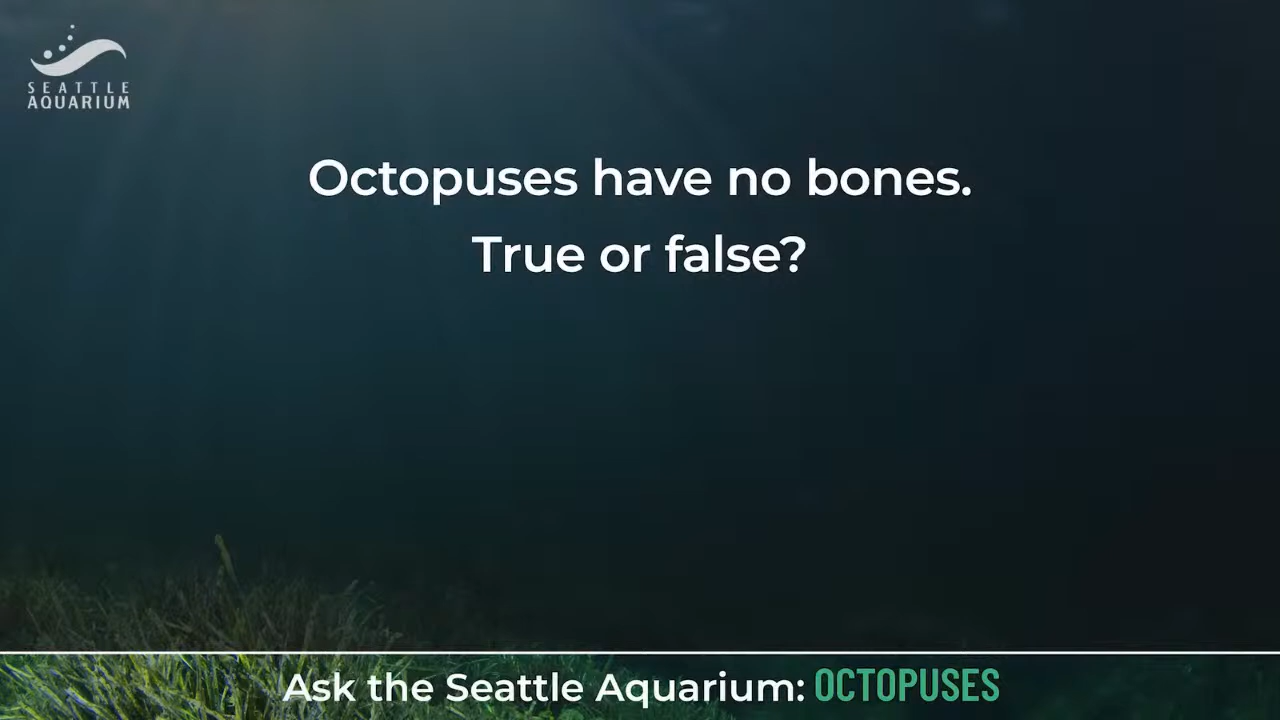 SEATTLE
AQUARIUM
Octopuses have no bones.
True or false?
Ask the Seattle Aquarium: OCTOPUSES